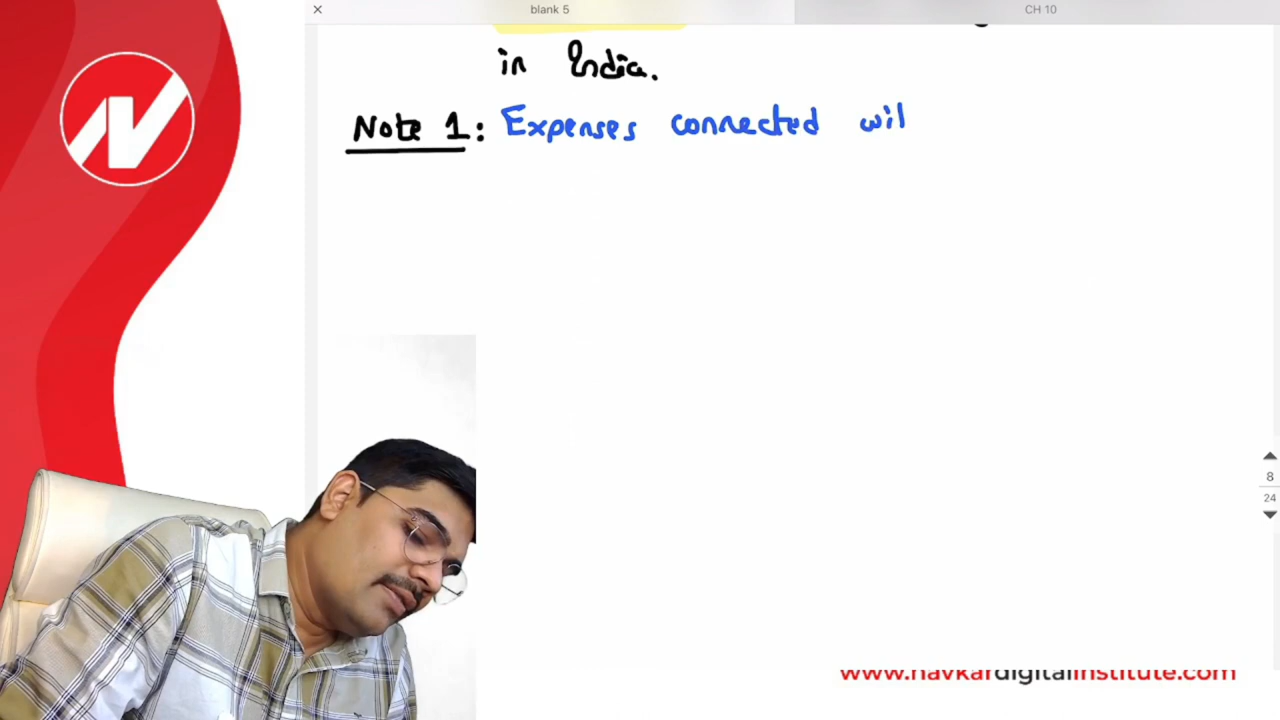 blank 5
CH 10
in India.
Note 1: Expenses connected wil
8
24
www.navkardigitalinstitute.com